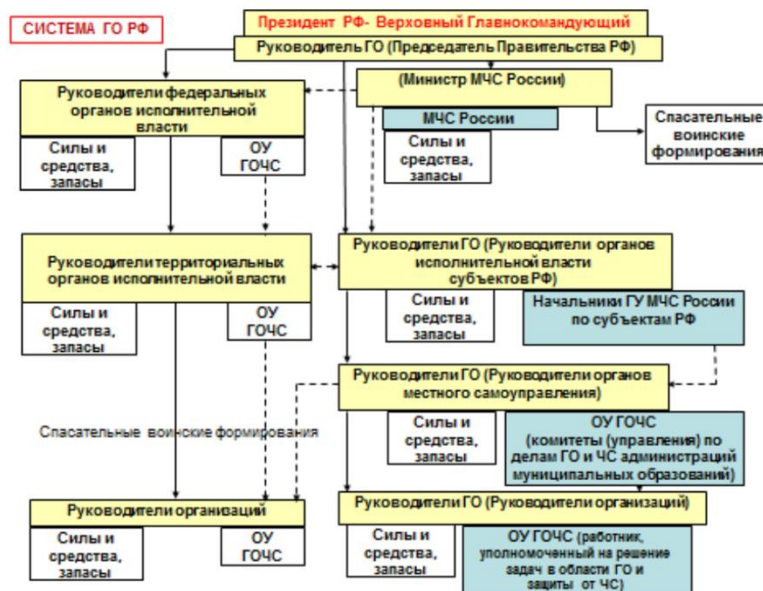 СИСТЕМА ГО РФ
Президент РФ- Верховный Главнокомандующий
Руководитель ГО (Председатель Правительства РФ)
Руководители федеральных
органов исполнительной
власти
Силы и
средства,
запасы
ОУ
ГОЧС
(Министр МЧС России)
МЧС России
Силы и
средства,
запасы
Спасательные
воинские
формирования
Руководители территориальных
органов исполнительной власти
Силы и
средства,
запасы
ОУ
ГОЧС
Руководители ГО (Руководители органов
исполнительной власти
субъектов РФ)
Силы и
средства,
запасы
Начальники ГУ МЧС России
по субъектам РФ
Руководители ГО (Руководители органов
местного самоуправления)
Силы и
средства,
запасы
ОУ ГОЧС
(комитеты (управления) по
делам ГО и ЧС администраций
муниципальных образований)
Спасательные воинские формирования
Руководители организаций
Силы и
средства,
запасы
ОУ
ГОЧС
Руководители ГО (Руководители организаций)
Силы и
средства,
запасы
ОУ ГОЧС (работник,
уполномоченный на решение
задач в области ГО и
защиты от ЧС)